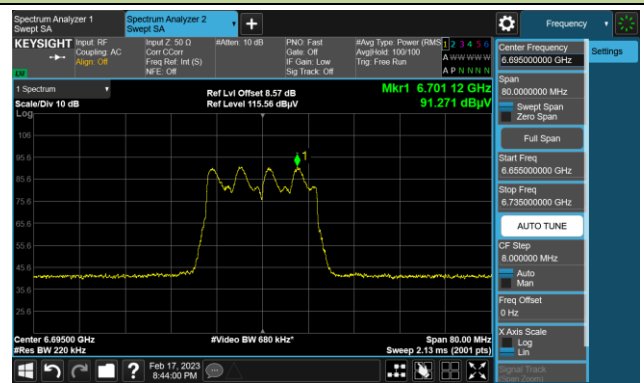 Spectrum Analyzer 1
Swept SA
Spectrum Analyzer 2
Swept SA
+
Frequency
KEYSIGHT
Input: RF
Coupling: AC
Align: Off
Input Z: 50 Ω
Corr CCorr
Freq Ref: Int (S)
NFE: Off
#Atten: 10 dB
PNO: Fast
Gate: Off
IF Gain: Low
Sig Track: Off
#Avg Type: Power (RMS)
Avg|Hold: 100/100
Trig: Free Run
1 2 3 4 5 6
A W W W W W
A P N N N N
LXI
Center Frequency
6.695000000 GHz
Settings
Span
80.0000000 MHz
Swept Span
Zero Span
Full Span
Start Freq
6.655000000 GHz
Stop Freq
6.735000000 GHz
AUTO TUNE
CF Step
8.000000 MHz
Auto
Man
Freq Offset
0 Hz
X Axis Scale
Log
Lin
Signal Track
(Span Zoom)
1 Spectrum
Scale/Div 10 dB
Log
Ref Lvl Offset 8.57 dB
Ref Level 115.56 dBµV
Mkr1 6.701 12 GHz
91.271 dBµV
106
95.6
85.6
75.6
65.6
55.6
45.6
35.6
25.6
1
Center 6.69500 GHz
#Res BW 220 kHz
#Video BW 680 kHz*
Span 80.00 MHz
Sweep 2.13 ms (2001 pts)
?
Feb 17, 2023
8:44:00 PM